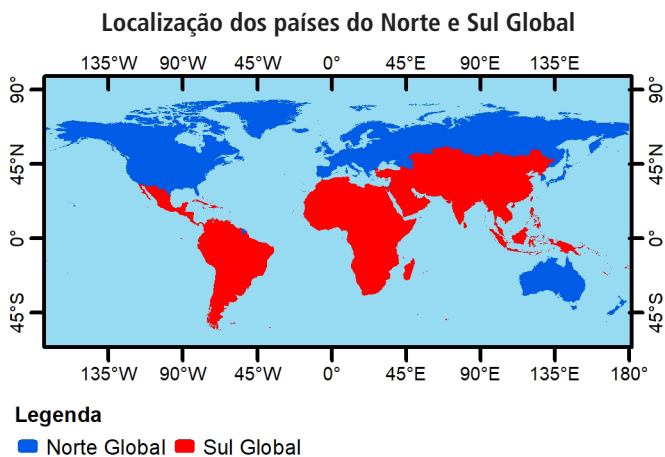 Localização dos países do Norte e Sul Global
135°W 90°W 45°W 0° 45°E 90°E 135°E
90° 90°
45°N 45°N
0° 0°
45°S 45°S
135°W 90°W 45°W 0° 45°E 90°E 135°E 180°
Legenda
Norte Global Sul Global